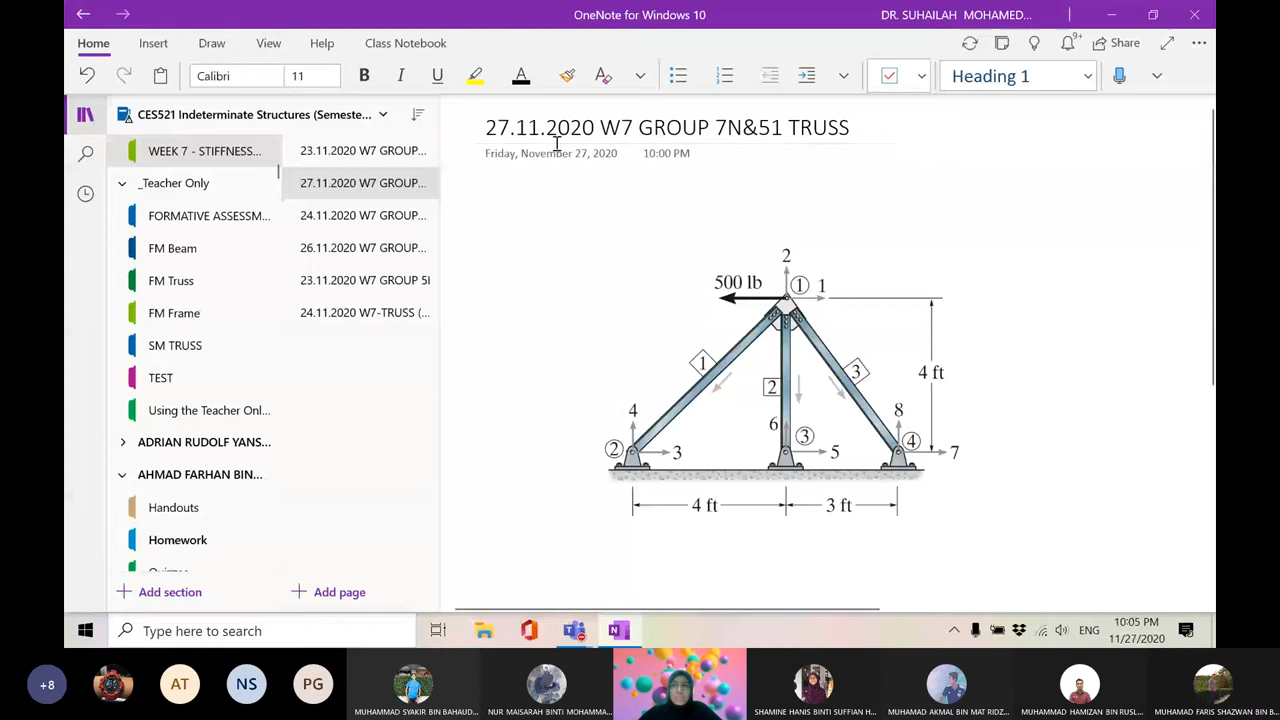 OneNote for Windows 10
DR. SUHAILAH MOHAMED...
Home Insert Draw View Help Class Notebook
9+
Share
Calibri 11 B I U A A Heading 1
CES521 Indeterminate Structures (Semeste...
WEEK 7 - STIFFNESS...
_Teacher Only
FORMATIVE ASSESSM...
FM Beam
FM Truss
FM Frame
SM TRUSS
TEST
Using the Teacher Onl...
ADRIAN RUDOLF YANS...
AHMAD FARHAN BIN...
Handouts
Homework
Quizzes
Add section
23.11.2020 W7 GROUP...
27.11.2020 W7 GROUP...
24.11.2020 W7 GROUP...
26.11.2020 W7 GROUP...
23.11.2020 W7 GROUP 5I
24.11.2020 W7-TRUSS (...
Add page
27.11.2020 W7 GROUP 7N&51 TRUSS
Friday, November 27, 2020 10:00 PM
2
500 lb 1 1
1 3 4 ft
2
4 6 8
2 3 3 5 4 7
4 ft 3 ft
Type here to search
ENG
10:05 PM
11/27/2020
+8 AT NS PG
MUHAMMAD SYAKIR BIN BAHAUD...
NUR MAISARAH BINTI MOHAMMA...
SHAMINE HANIS BINTI SUFFIAN H...
MUHAMAD AKMAL BIN MAT RIDZ...
MUHAMMAD HAMIZAN BIN RUSL...
MUHAMAD FARIS SHAZWAN BIN B...